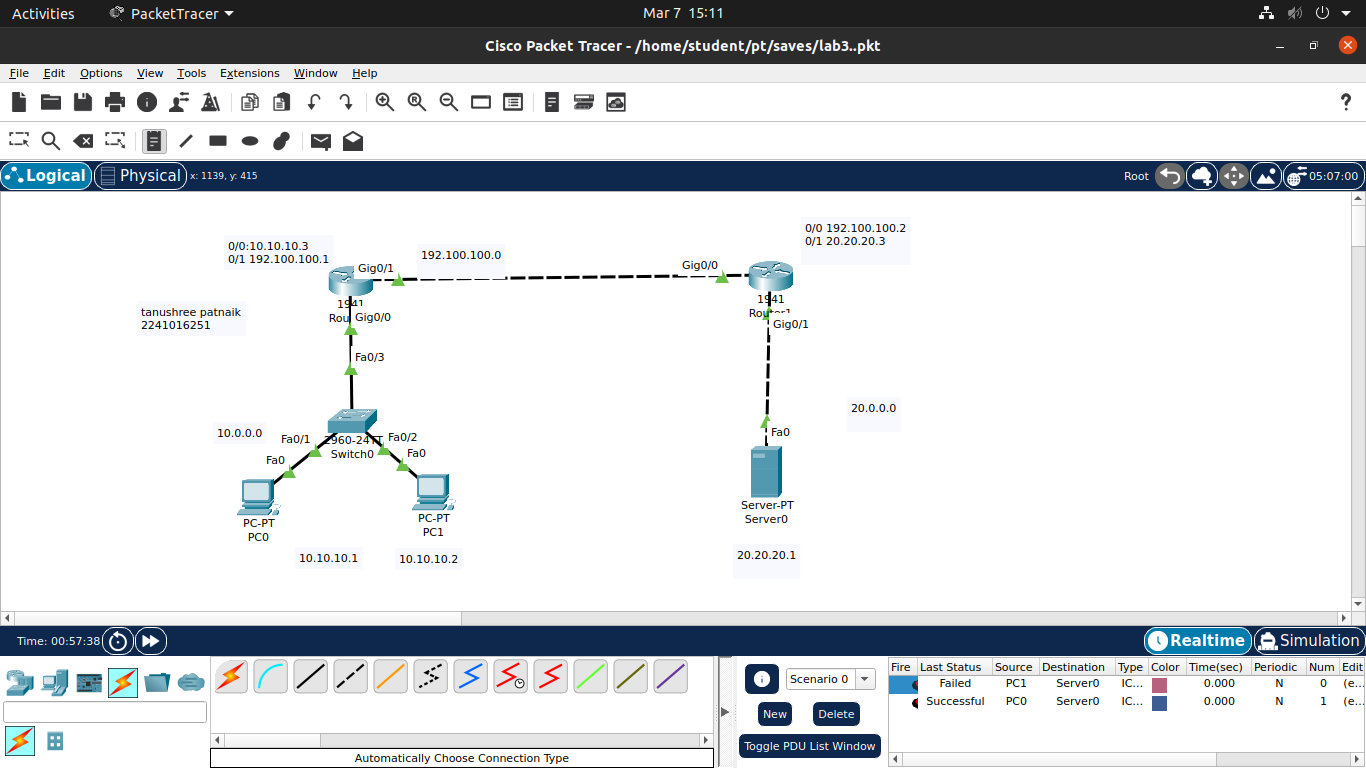 Activities
PacketTracer
Mar 7 15:11
Cisco Packet Tracer - /home/student/pt/saves/lab3..pkt
File Edit Options View Tools Extensions Window Help
?
Logical
Physical
x: 1139, y: 415
Root
05:07:00
0/0:10.10.10.3
0/1 192.100.100.1
192.100.100.0
0/0 192.100.100.2
0/1 20.20.20.3
Gig0/1
Gig0/0
1941
Gig0/0
1941
Router1
Gig0/1
tanushree patnaik
2241016251
Fa0/3
20.0.0.0
10.0.0.0
Fa0/1
Fa0/2
2960-24TT
Switch0
Fa0
Fa0
Fa0
PC-PT
PC0
PC-PT
PC1
Server-PT
Server0
10.10.10.1
10.10.10.2
20.20.20.1
Time: 00:57:38
Realtime
Simulation
Scenario 0
New
Delete
Toggle PDU List Window
Automatically Choose Connection Type
Fire Last Status Source Destination Type Color Time(sec) Periodic Num Edit
Failed PC1 Server0 IC... 0.000 N 0 (e...
Successful PC0 Server0 IC... 0.000 N 1 (e...